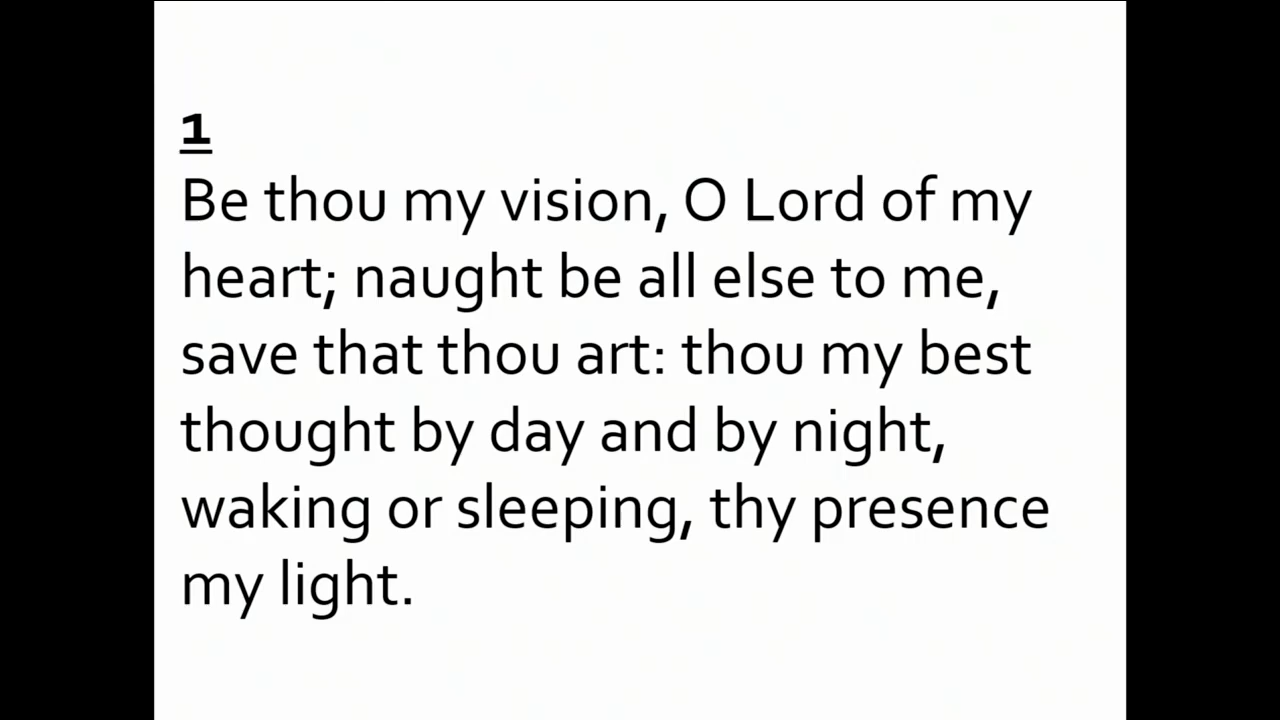 1
Be thou my vision, O Lord of my
heart; naught be all else to me,
save that thou art: thou my best
thought by day and by night,
waking or sleeping, thy presence
my light.